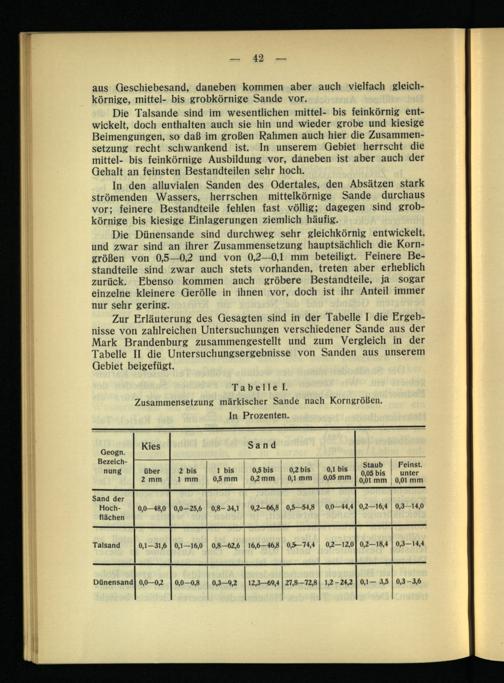 — 42 —
aus Geschiebesand, daneben kommen aber auch vielfach gleich-
körnige, mittel- bis grobkörnige Sande vor.
Die Talsande sind im wesentlichen mittel- bis feinkörnig ent-
wickelt, doch enthalten auch sie hin und wieder grobe und kiesige
Beimengungen, so daß im großen Rahmen auch hier die Zusammen-
setzung recht schwankend ist. In unserem Gebiet herrscht die
mittel- bis feinkörnige Ausbildung vor, daneben ist aber auch der
Gehalt an feinsten Bestandteilen sehr hoch.
In den alluvialen Sanden des Odertales, den Absätzen stark
strömenden Wassers, herrschen mittelkörnige Sande durchaus
vor; feinere Bestandteile fehlen fast völlig; dagegen sind grob-
körnige bis kiesige Einlagerungen ziemlich häufig.
Die Dünensande sind durchweg sehr gleichkörnig entwickelt,
und zwar sind an ihrer Zusammensetzung hauptsächlich die Korn-
größen von 0,5—0,2 und von 0,2—0,1 mm beteiligt. Feinere Be-
standteile sind zwar auch stets vorhanden, treten aber erheblich
zurück. Ebenso kommen auch gröbere Bestandteile, ja sogar
einzelne kleinere Gerölle in ihnen vor, doch ist ihr Anteil immer
nur sehr gering.
Zur Erläuterung des Gesagten sind in der Tabelle I die Ergeb-
nisse von zahlreichen Untersuchungen verschiedener Sande aus der
Mark Brandenburg zusammengestellt und zum Vergleich in der
Tabelle II die Untersuchungsergebnisse von Sanden aus unserem
Gebiet beigefügt.
Tabelle I.
Zusammensetzung märkischer Sande nach Korngrößen.
In Prozenten.
Geogn. Bezeich-nung Kies Sand
über 2 mm 2 bis 1 mm 1 bis 0,5 mm 0,5 bis 0,2 mm 0,2 bis 0,1 mm 0,1 bis 0,05 mm Staub 0,05 bis 0,01 mm Feinst. unter 0,01 mm
Sand der Hoch-flächen 0,0—48,0 0,0—25,6 0,8—34,1 9,2—66,8 0,5—54,8 0,0—44,4 0,2—16,4 0,3—14,0
Talsand 0,1—31,6 0,1—16,0 0,8—62,6 16,6—46,8 0,5—74,4 0,2—12,0 0,2—18,4 0,3—14,4
Dünensand 0,0—0,2 0,0—0,8 0,3—9,2 12,3—69,4 27,8—72,8 1,2—24,2 0,1— 3,5 0,3—3,6